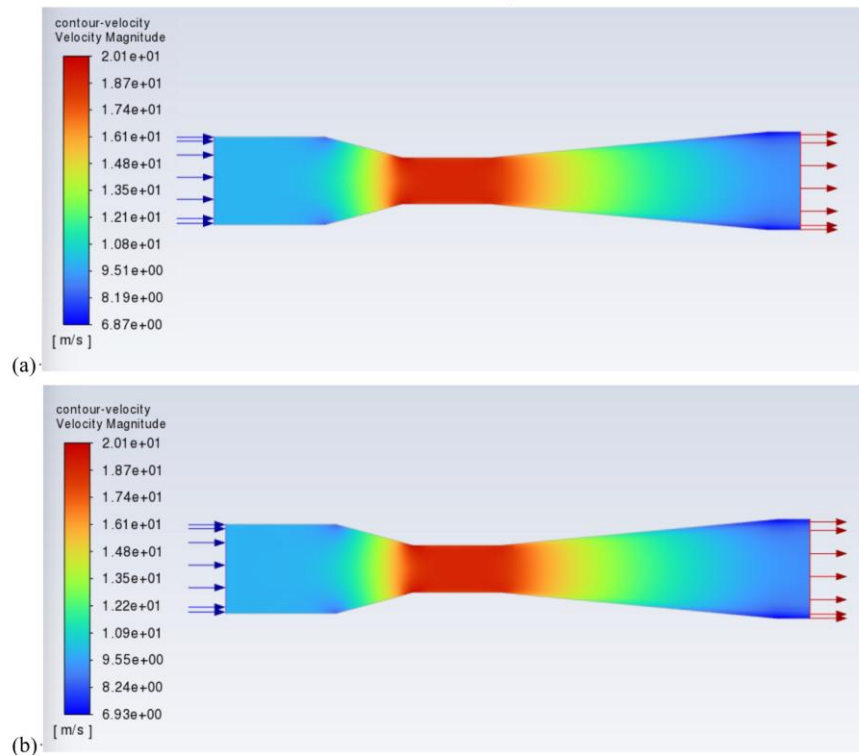 contour-velocity
Velocity Magnitude
2.01e+01
1.87e+01
1.74e+01
1.61e+01
1.48e+01
1.35e+01
1.21e+01
1.08e+01
9.51e+00
8.19e+00
6.87e+00
[ m/s ]
(a)
contour-velocity
Velocity Magnitude
2.01e+01
1.87e+01
1.74e+01
1.61e+01
1.48e+01
1.35e+01
1.22e+01
1.09e+01
9.55e+00
8.24e+00
6.93e+00
[ m/s ]
(b)